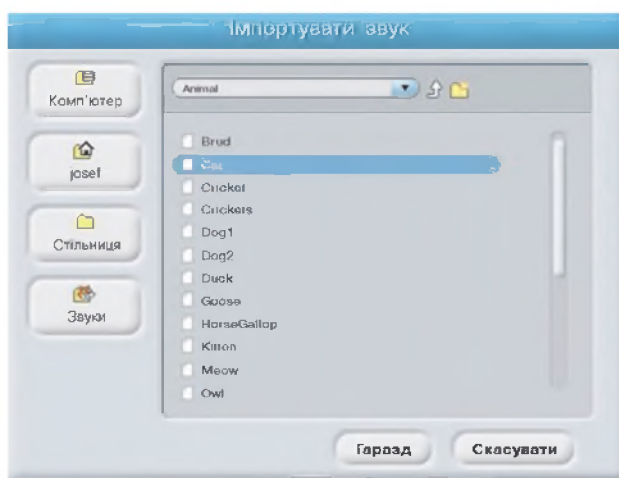 Імпортувати звук
Комп'ютер
josef
Стільниця
Звуки
Animal
Cricket
Crickets
Dog1
Dog2
Duck
Goose
HorseGallop
Kitten
Meow
Owl
Гаразд
Скасувати